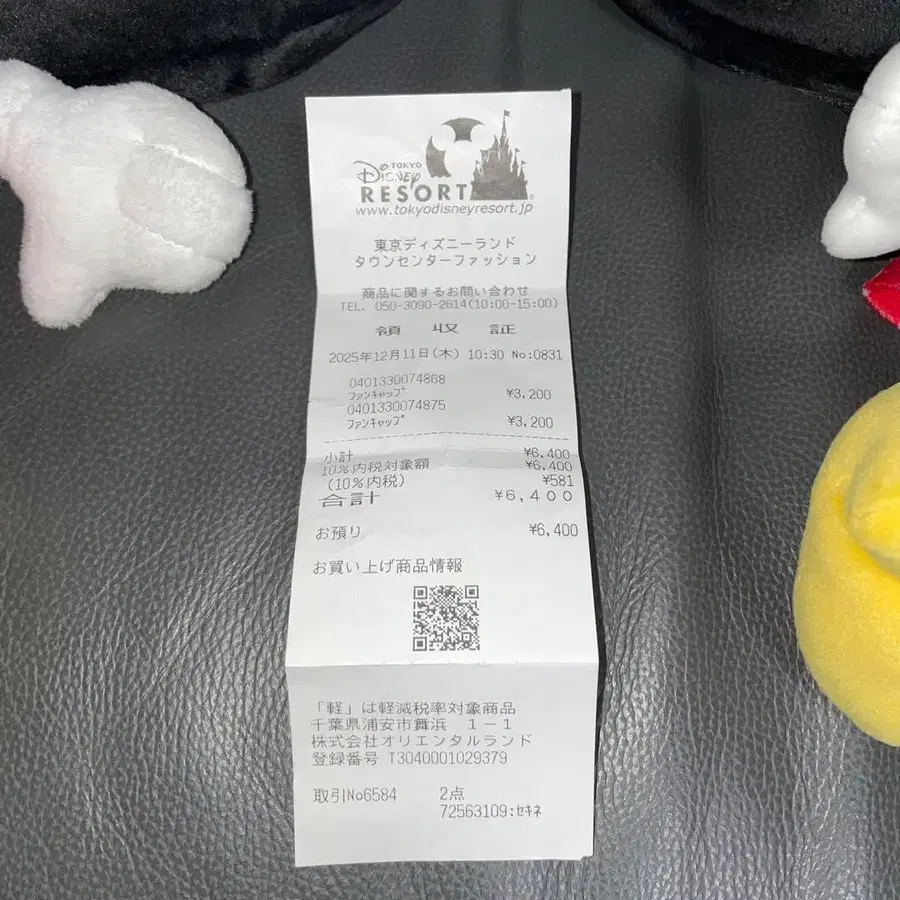 TOKYO
DISNEY
RESORT®
www.tokyodisneyresort.jp
東京ディズニーランド
タウンセンターファッション
商品に関するお問い合わせ
TEL. 050-3090-2614(10:00-15:00)
領 収 証
2025年12月11日(木) 10:30 No:0831
0401330074868
ファンキャップ ¥3,200
0401330074875
ファンキャップ ¥3,200
小計 ¥6,400
10%内税対象額 ¥6,400
(10%内税) ¥581
合計 ¥6,400
お預り ¥6,400
お買い上げ商品情報
「軽」は軽減税率対象商品
千葉県浦安市舞浜 1-1
株式会社オリエンタルランド
登録番号 T3040001029379
取引No6584 2点
72563109:セキネ